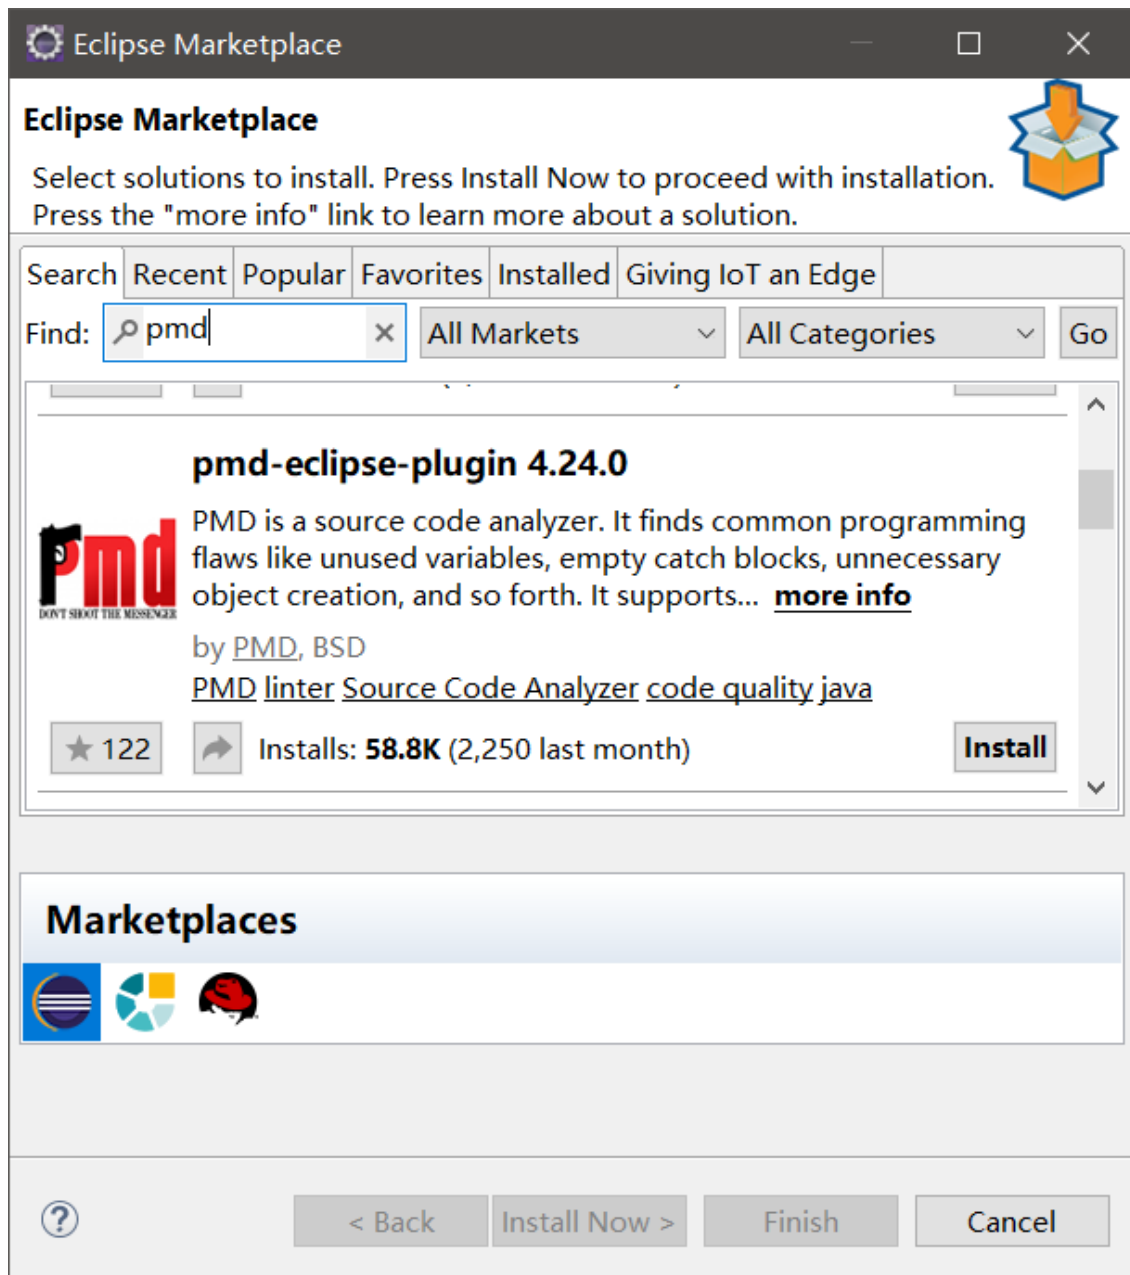 Eclipse Marketplace
Eclipse Marketplace
Select solutions to install. Press Install Now to proceed with installation.
Press the "more info" link to learn more about a solution.
Search Recent Popular Favorites Installed Giving IoT an Edge
Find: pmd All Markets All Categories Go
pmd-eclipse-plugin 4.24.0
PMD is a source code analyzer. It finds common programming
flaws like unused variables, empty catch blocks, unnecessary
object creation, and so forth. It supports... more info
Pmd
DON'T SHOOT THE MESSENGER
by PMD, BSD
PMD linter Source Code Analyzer code quality java
122 Installs: 58.8K (2,250 last month) Install
Marketplaces
? < Back Install Now > Finish Cancel